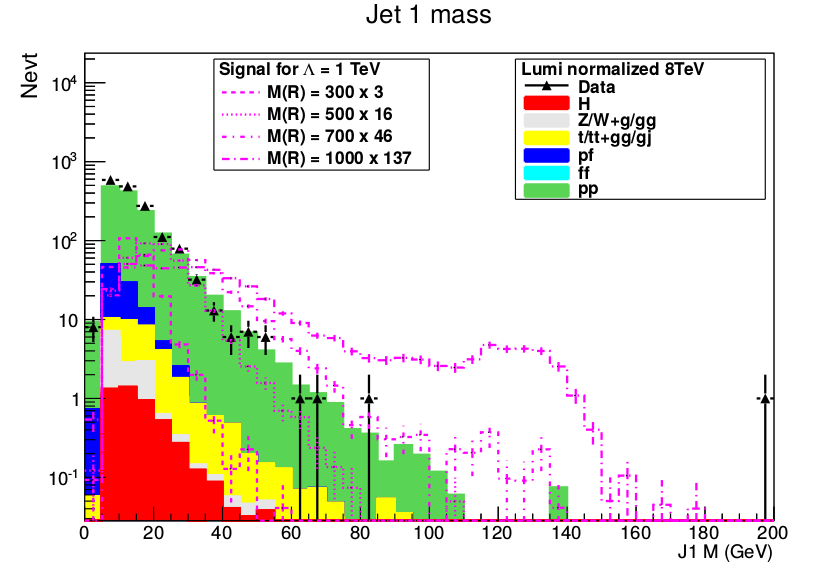 Jet 1 mass
Nevt
Signal for Λ = 1 TeV
M(R) = 300 x 3
M(R) = 500 x 16
M(R) = 700 x 46
M(R) = 1000 x 137
Lumi normalized 8TeV
Data
H
Z/W+g/gg
t/tt+gg/gj
pf
ff
pp
10⁴
10³
10²
10
1
10⁻¹
0 20 40 60 80 100 120 140 160 180 200
J1 M (GeV)